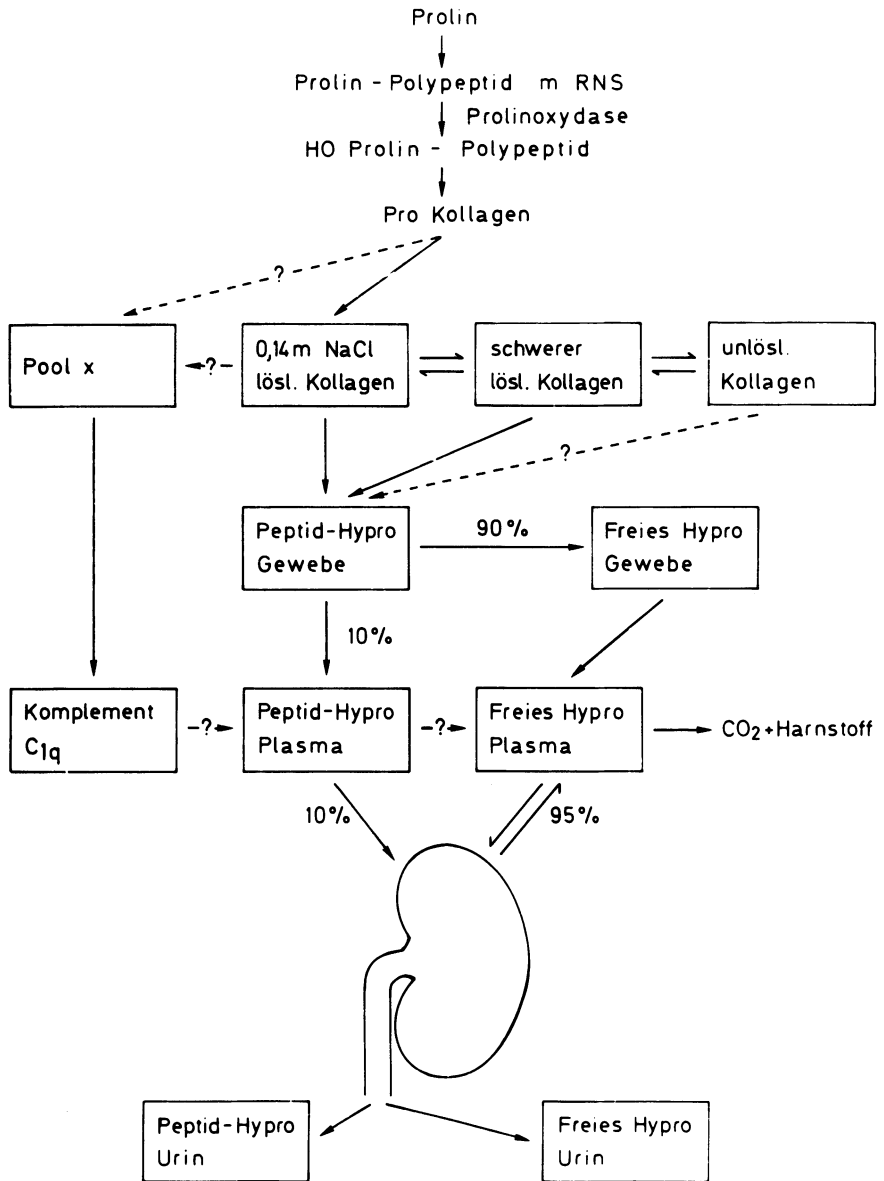 Prolin
Prolin - Polypeptid m RNS
Prolinoxydase
HO Prolin - Polypeptid
Pro Kollagen
?
Pool x
?
0,14m NaCl
lösl. Kollagen
schwerer
lösl. Kollagen
unlösl.
Kollagen
?
Peptid-Hypro
Gewebe
90%
Freies Hypro
Gewebe
10%
Komplement
C1q
?
Peptid-Hypro
Plasma
?
Freies Hypro
Plasma
CO2+Harnstoff
10%
95%
Peptid-Hypro
Urin
Freies Hypro
Urin